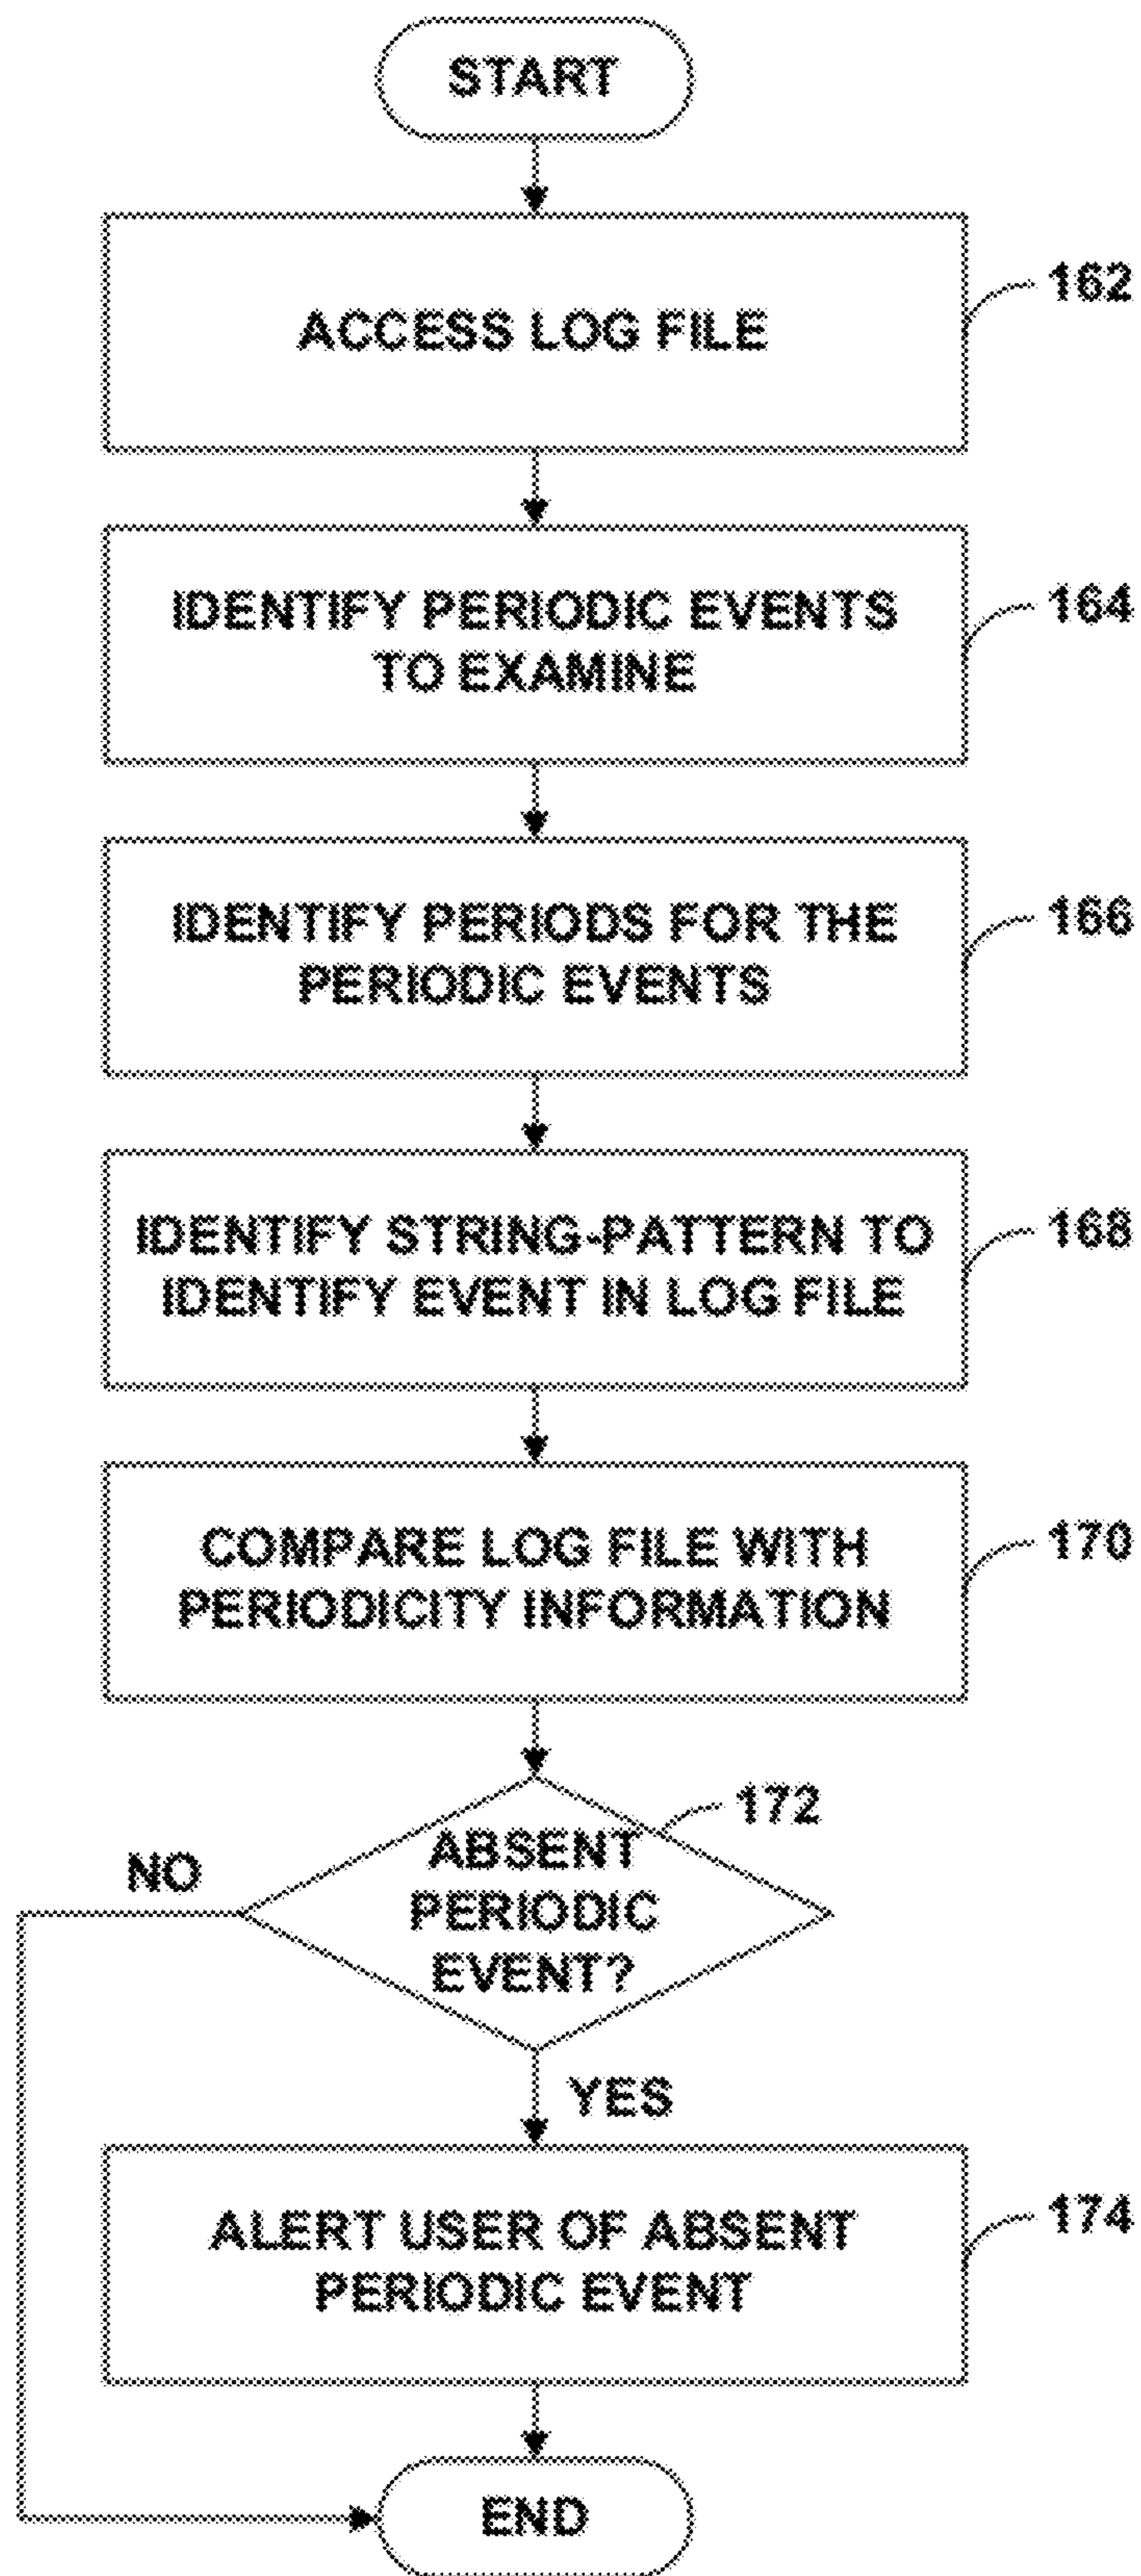 START
ACCESS LOG FILE
162
IDENTIFY PERIODIC EVENTS
TO EXAMINE
164
IDENTIFY PERIODS FOR THE
PERIODIC EVENTS
166
IDENTIFY STRING-PATTERN TO
IDENTIFY EVENT IN LOG FILE
168
COMPARE LOG FILE WITH
PERIODICITY INFORMATION
170
172
ABSENT
PERIODIC
EVENT?
NO
YES
ALERT USER OF ABSENT
PERIODIC EVENT
174
END